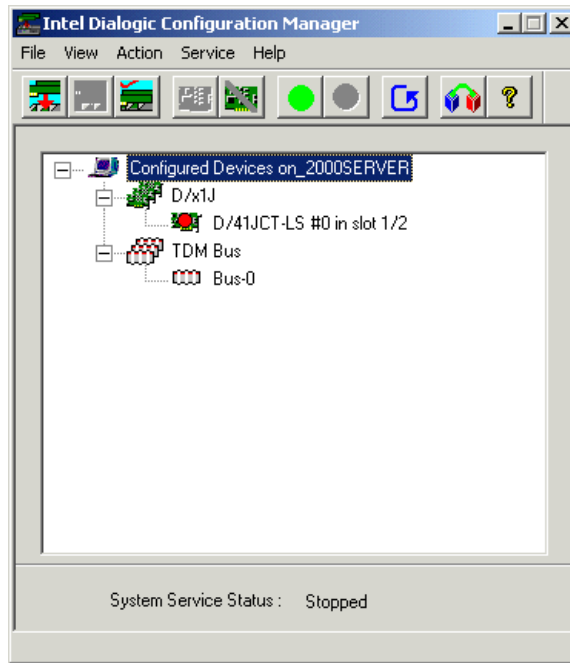 Intel Dialogic Configuration Manager
File View Action Service Help
?
Configured Devices on_2000SERVER
D/x1J
D/41JCT-LS #0 in slot 1/2
TDM Bus
Bus-0
System Service Status : Stopped